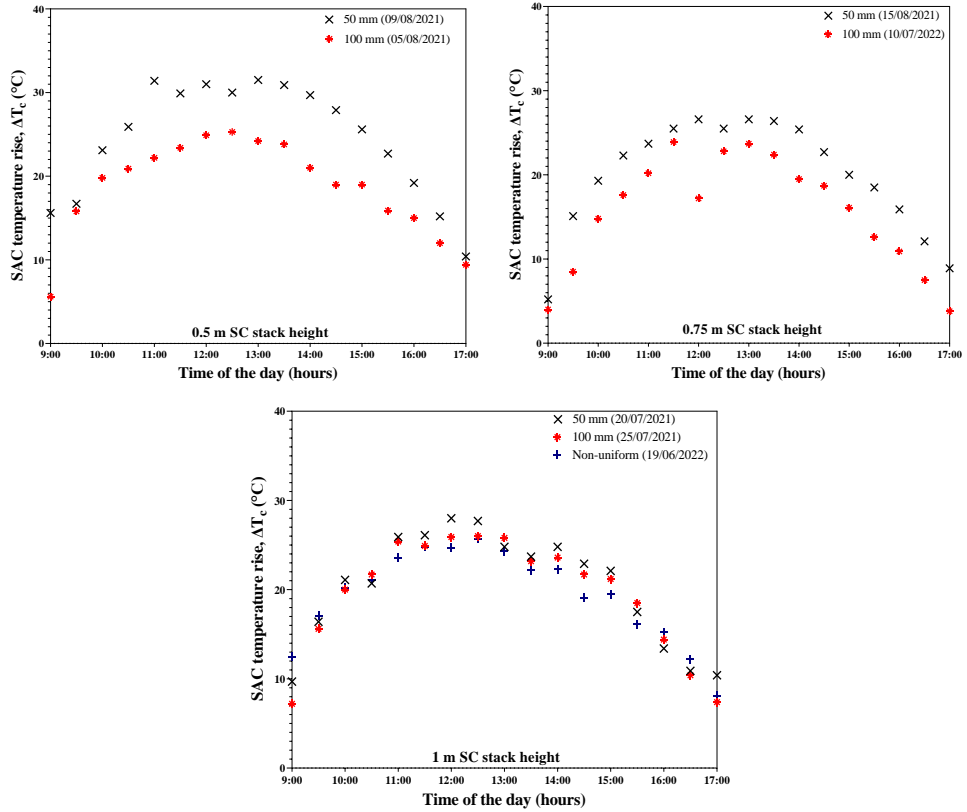 50 mm (09/08/2021)
100 mm (05/08/2021)
SAC temperature rise, ΔT_c (°C)
40
30
20
10
0
0.5 m SC stack height
9:00 10:00 11:00 12:00 13:00 14:00 15:00 16:00 17:00
Time of the day (hours)
50 mm (15/08/2021)
100 mm (10/07/2022)
SAC temperature rise, ΔT_c (°C)
40
30
20
10
0
0.75 m SC stack height
9:00 10:00 11:00 12:00 13:00 14:00 15:00 16:00 17:00
Time of the day (hours)
50 mm (20/07/2021)
100 mm (25/07/2021)
Non-uniform (19/06/2022)
SAC temperature rise, ΔT_c (°C)
40
30
20
10
0
1 m SC stack height
9:00 10:00 11:00 12:00 13:00 14:00 15:00 16:00 17:00
Time of the day (hours)